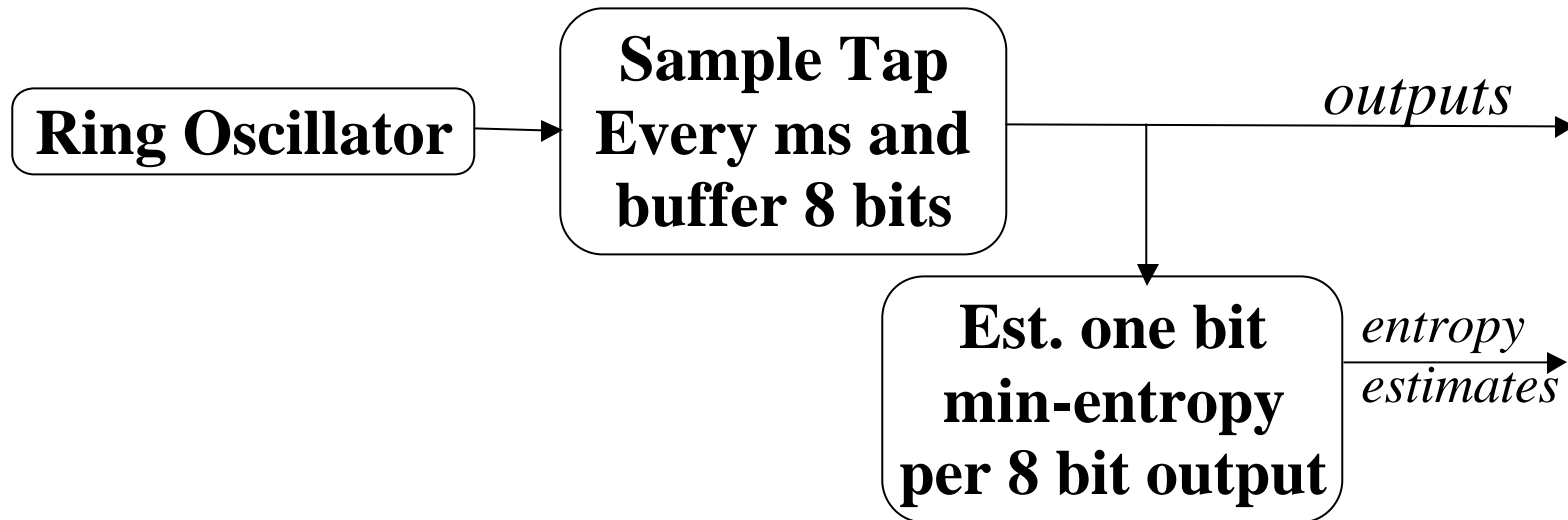 Ring Oscillator
Sample Tap
Every ms and
buffer 8 bits
outputs
Est. one bit
min-entropy
per 8 bit output
entropy
estimates